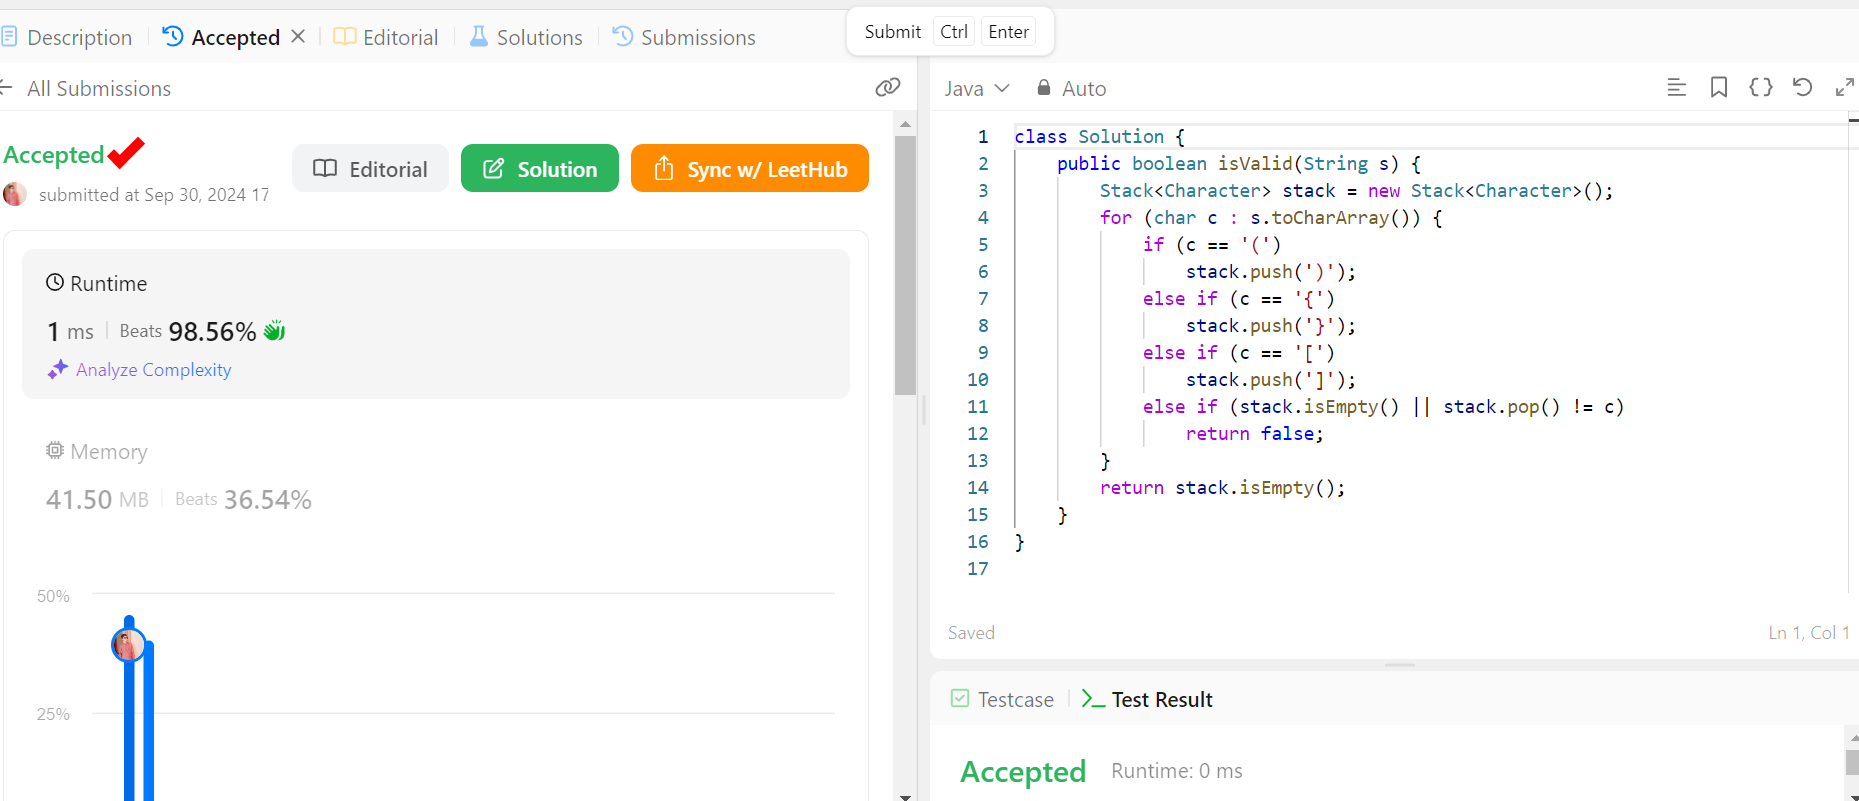 Description Accepted Editorial Solutions Submissions
Submit Ctrl Enter
All Submissions
Accepted
submitted at Sep 30, 2024 17
Editorial Solution Sync w/ LeetHub
Runtime
1 ms Beats 98.56%
Analyze Complexity
Memory
41.50 MB Beats 36.54%
50%
25%
Java Auto
1 class Solution {
2 public boolean isValid(String s) {
3 Stack<Character> stack = new Stack<Character>();
4 for (char c : s.toCharArray()) {
5 if (c == '(')
6 stack.push(')');
7 else if (c == '{')
8 stack.push('}');
9 else if (c == '[')
10 stack.push(']');
11 else if (stack.isEmpty() || stack.pop() != c)
12 return false;
13 }
14 return stack.isEmpty();
15 }
16 }
17
Saved Ln 1, Col 1
Testcase Test Result
Accepted Runtime: 0 ms